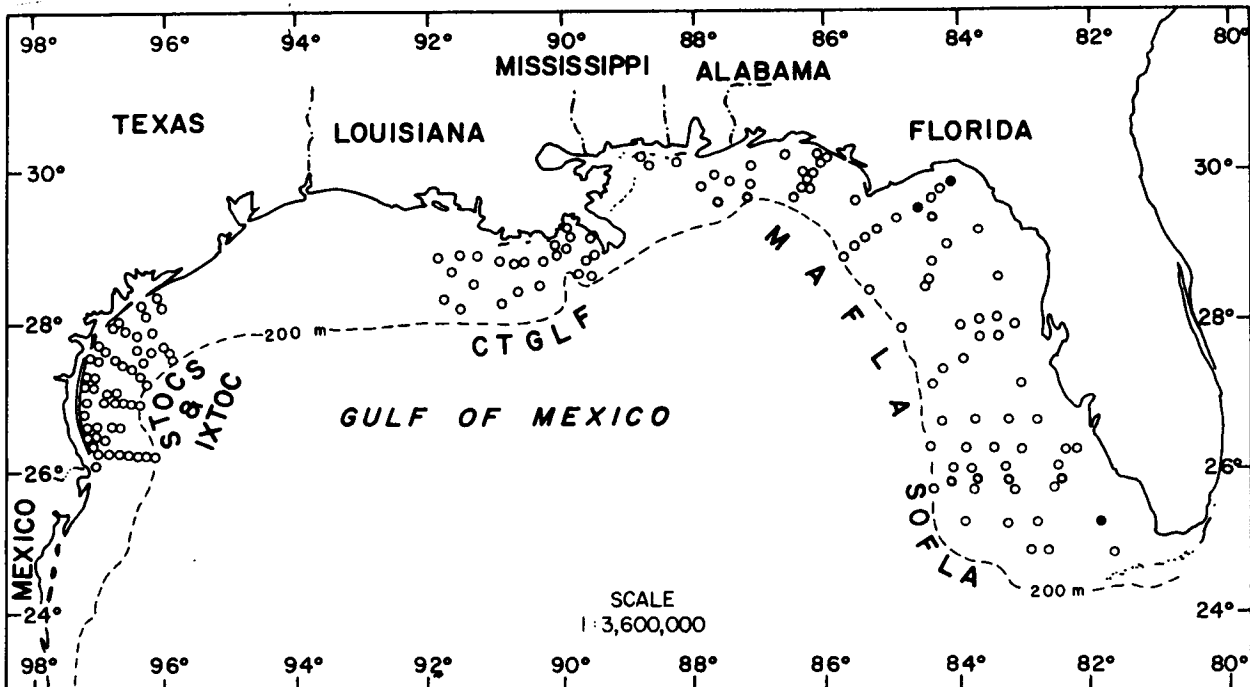 98° 96° 94° 92° 90° 88° 86° 84° 82° 80°
MISSISSIPPI ALABAMA
TEXAS LOUISIANA FLORIDA
30° 30°
MAFLA
28° 28°
200 m
CTGLF
STOCS
&
IXTOC
GULF OF MEXICO
26° 26°
SOFLA
MEXICO
200 m
SCALE
1:3,600,000
24° 24°
98° 96° 94° 92° 90° 88° 86° 84° 82° 80°